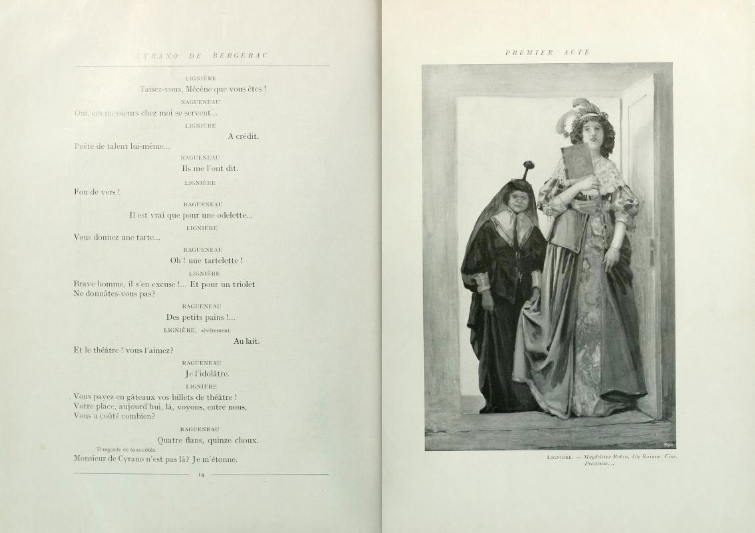 CYRANO DE BERGERAC
LIGNIÈRE
Taisez-vous, Mécène que vous êtes !
RAGUENEAU
Oui, ces messieurs chez moi se servent...
LIGNIÈRE
A crédit.
Poète de talent lui-même...
RAGUENEAU
Ils me l'ont dit.
LIGNIÈRE
Fou de vers !
RAGUENEAU
Il est vrai que pour une odelette...
LIGNIÈRE
Vous donnez une tarte...
RAGUENEAU
Oh ! une tartelette !
LIGNIÈRE
Brave homme, il s'en excuse !... Et pour un triolet
Ne donnâtes-vous pas?
RAGUENEAU
Des petits pains !...
LIGNIÈRE, sévèrement.
Au lait.
Et le théâtre ! vous l'aimez?
RAGUENEAU
Je l'idolâtre.
LIGNIÈRE
Vous payez en gâteaux vos billets de théâtre !
Votre place, aujourd'hui, là, voyons, entre nous,
Vous a coûté combien?
RAGUENEAU
Quatre flans, quinze choux.
Il regarde de tous côtés.
Monsieur de Cyrano n'est pas là? Je m'étonne.
14
PREMIER ACTE
LIGNIÈRE. — Magdeleine Robin, dite Roxane. Fine.
Précieuse...